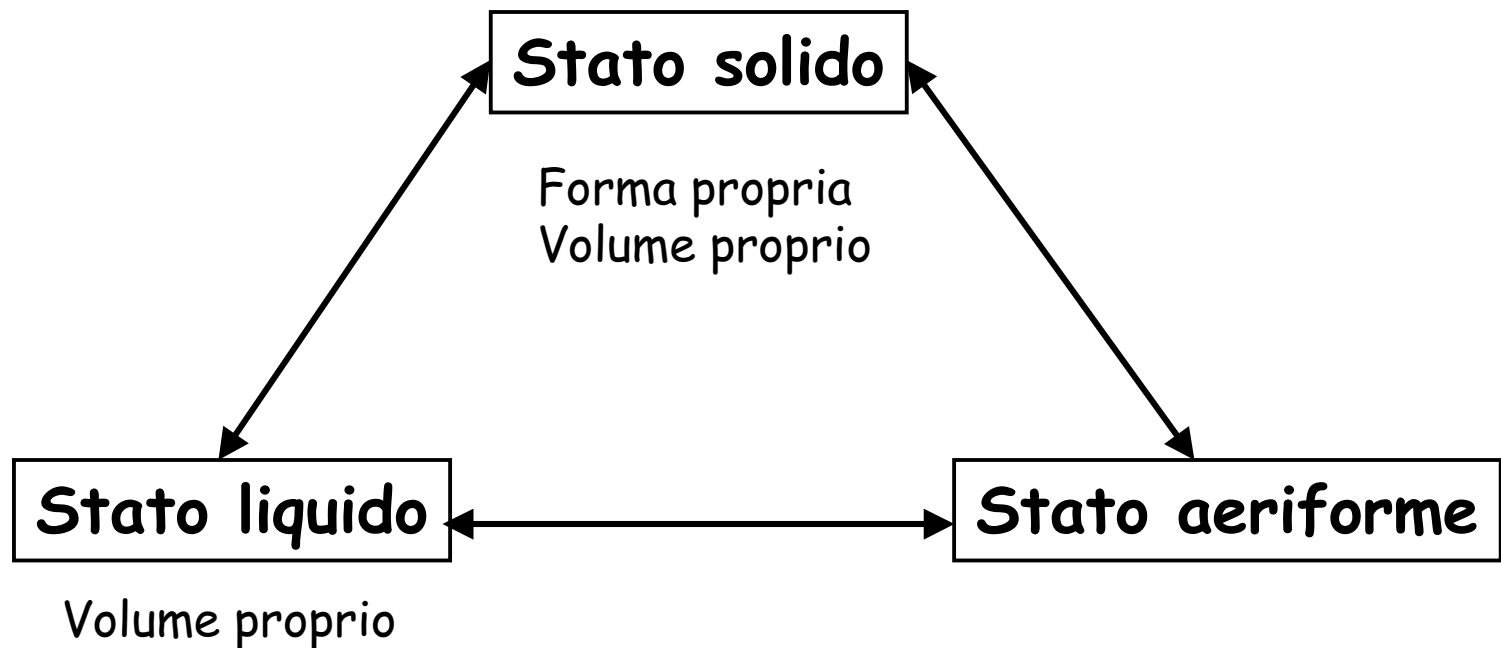 Stato solido
Forma propria
Volume proprio
Stato liquido
Stato aeriforme
Volume proprio